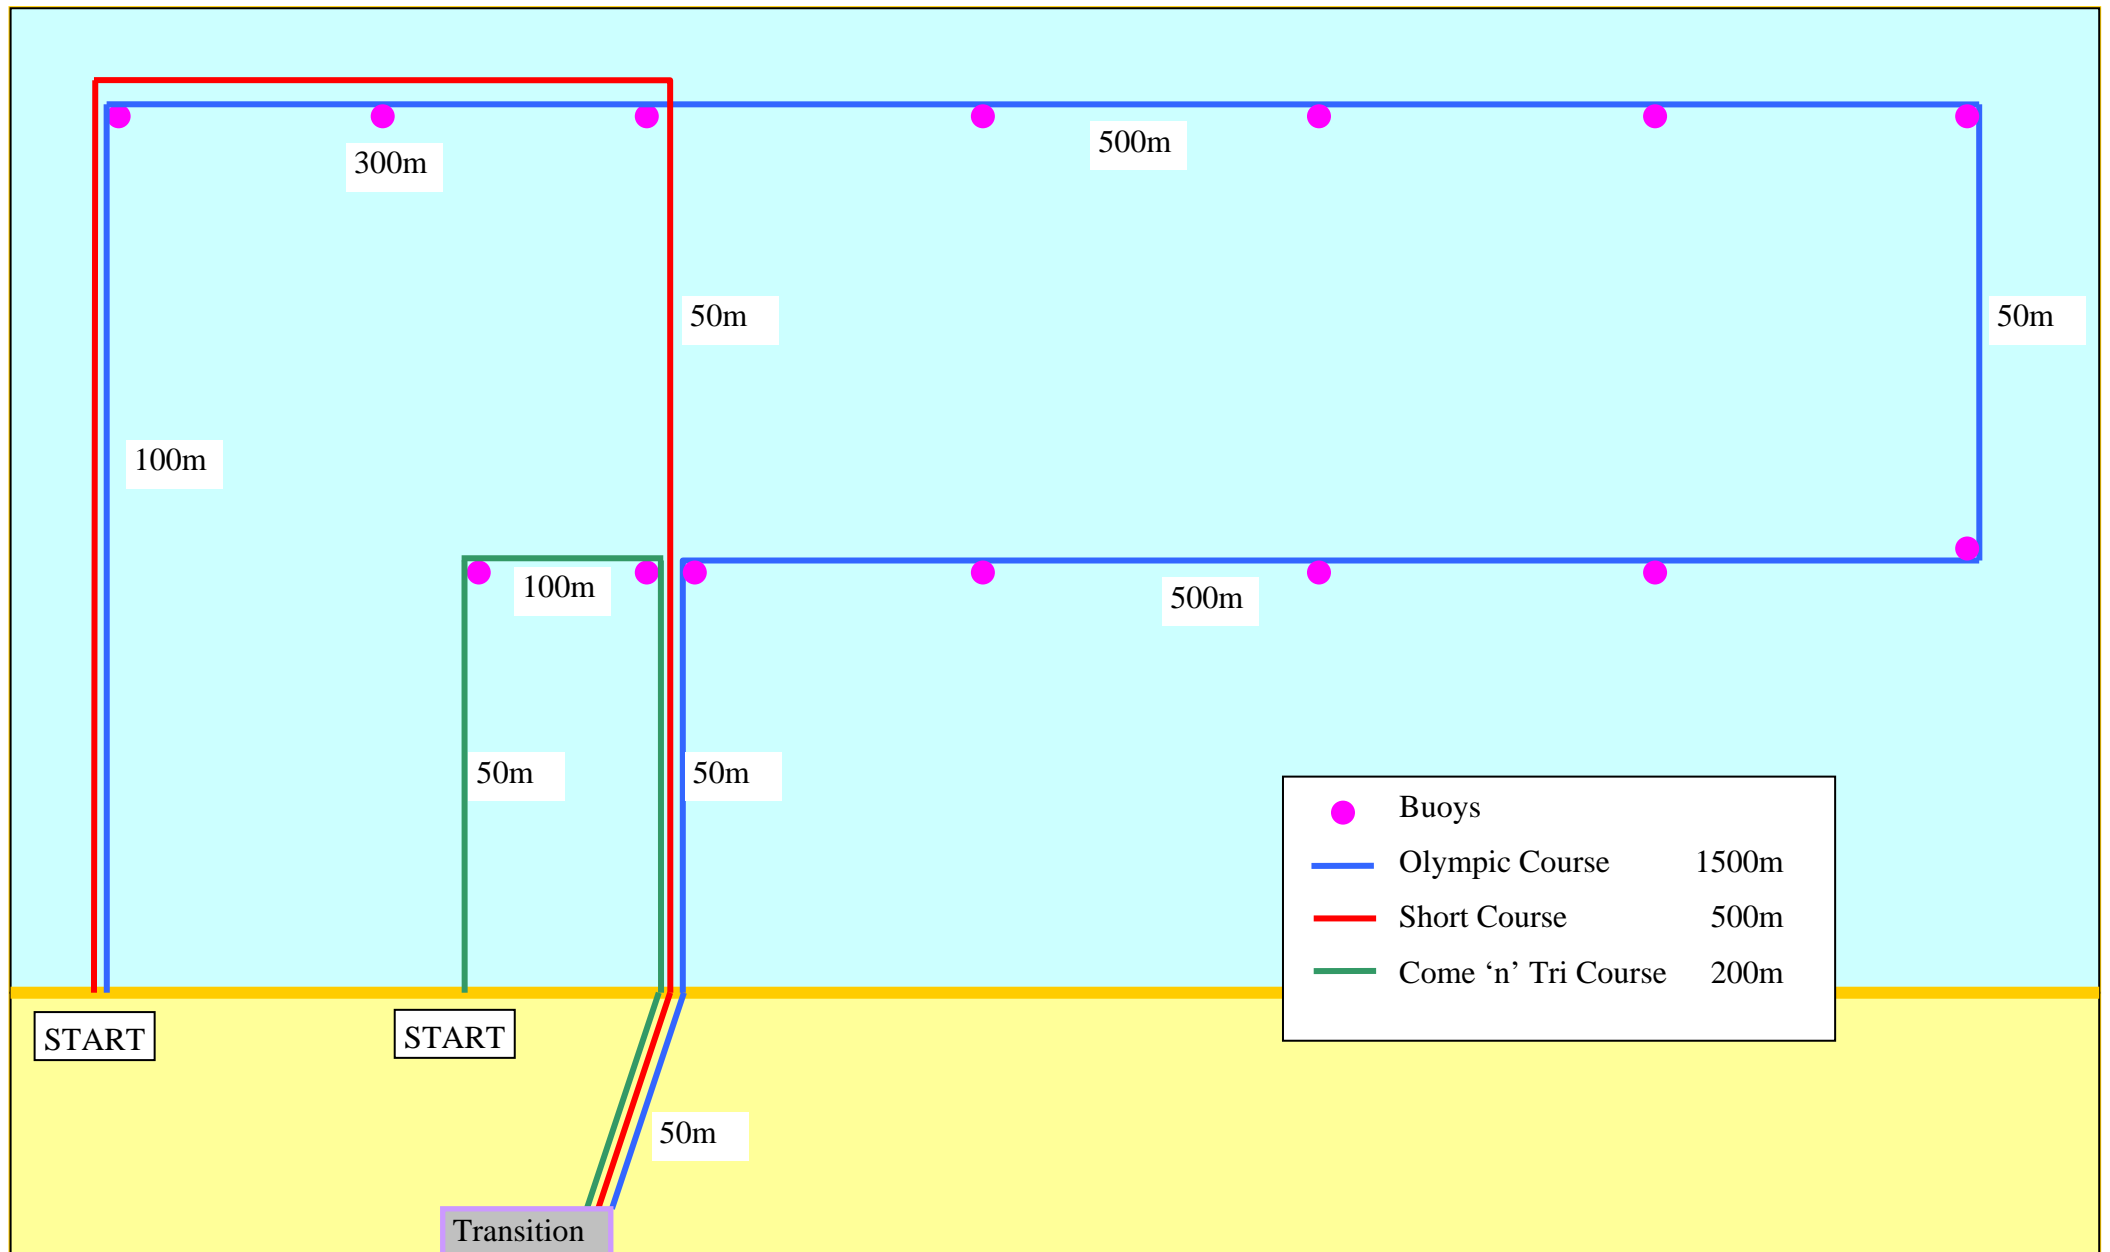 500m
300m
50m
50m
100m
100m
500m
50m
50m
Buoys
Olympic Course 1500m
Short Course 500m
Come ‘n’ Tri Course 200m
START
START
50m
Transition